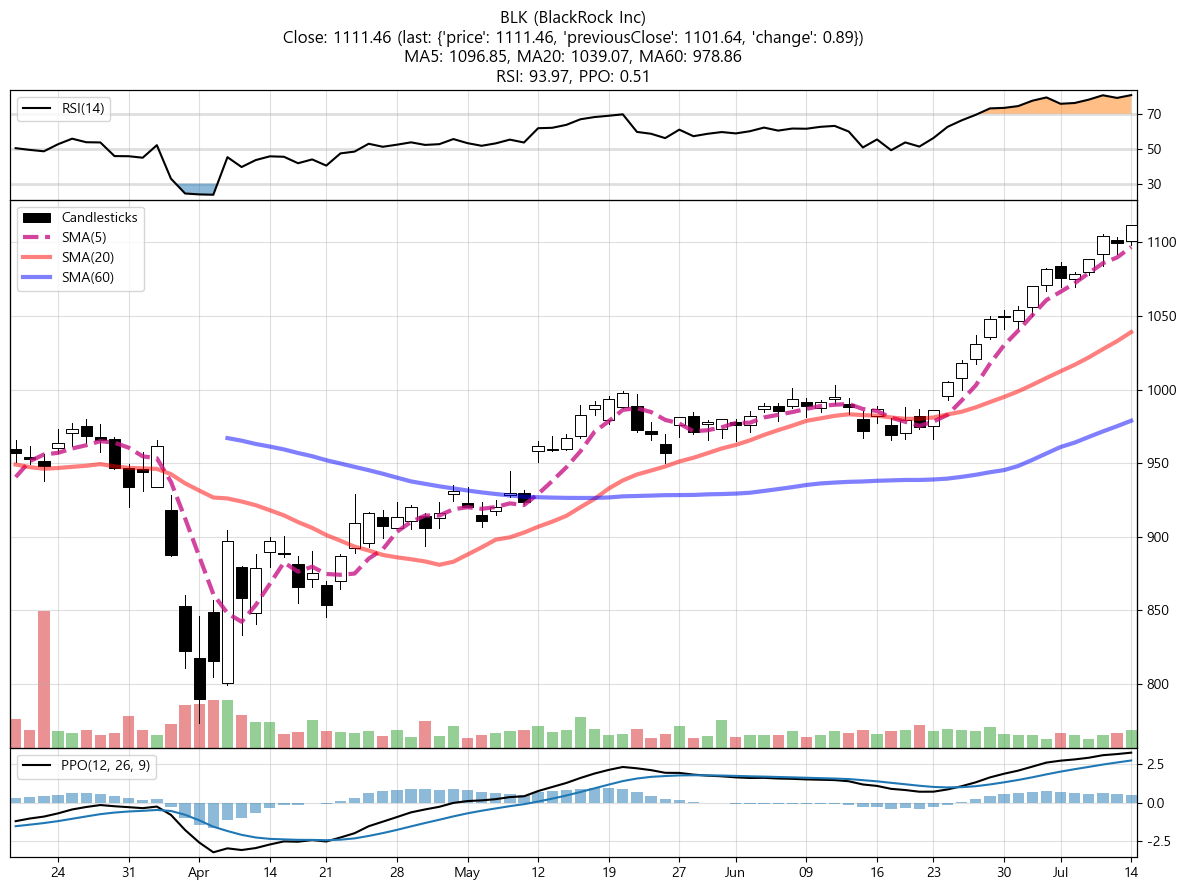 BLK (BlackRock Inc)
Close: 1111.46 (last: {'price': 1111.46, 'previousClose': 1101.64, 'change': 0.89})
MA5: 1096.85, MA20: 1039.07, MA60: 978.86
RSI: 93.97, PPO: 0.51
RSI(14)
70
50
30
Candlesticks
SMA(5)
SMA(20)
SMA(60)
1100
1050
1000
950
900
850
800
PPO(12, 26, 9)
2.5
0.0
-2.5
24 31 Apr 14 21 28 May 12 19 27 Jun 09 16 23 30 Jul 14